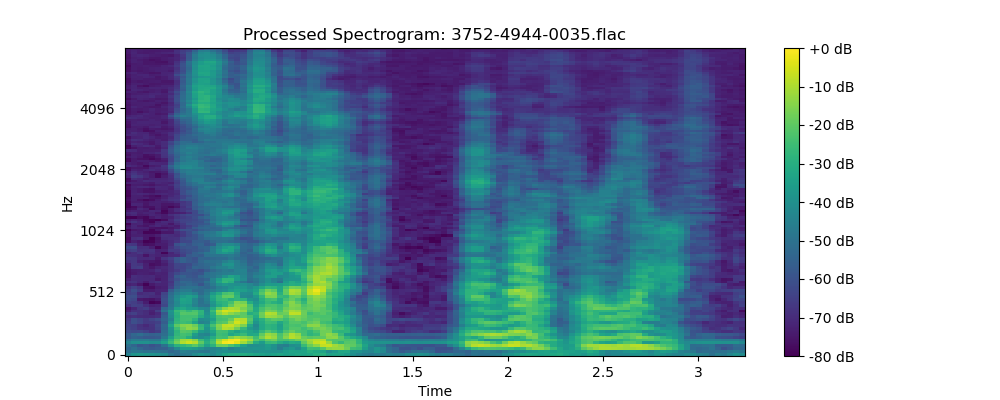 Processed Spectrogram: 3752-4944-0035.flac
Hz
4096
2048
1024
512
0
0
0.5
1
1.5
2
2.5
3
Time
+0 dB
-10 dB
-20 dB
-30 dB
-40 dB
-50 dB
-60 dB
-70 dB
-80 dB